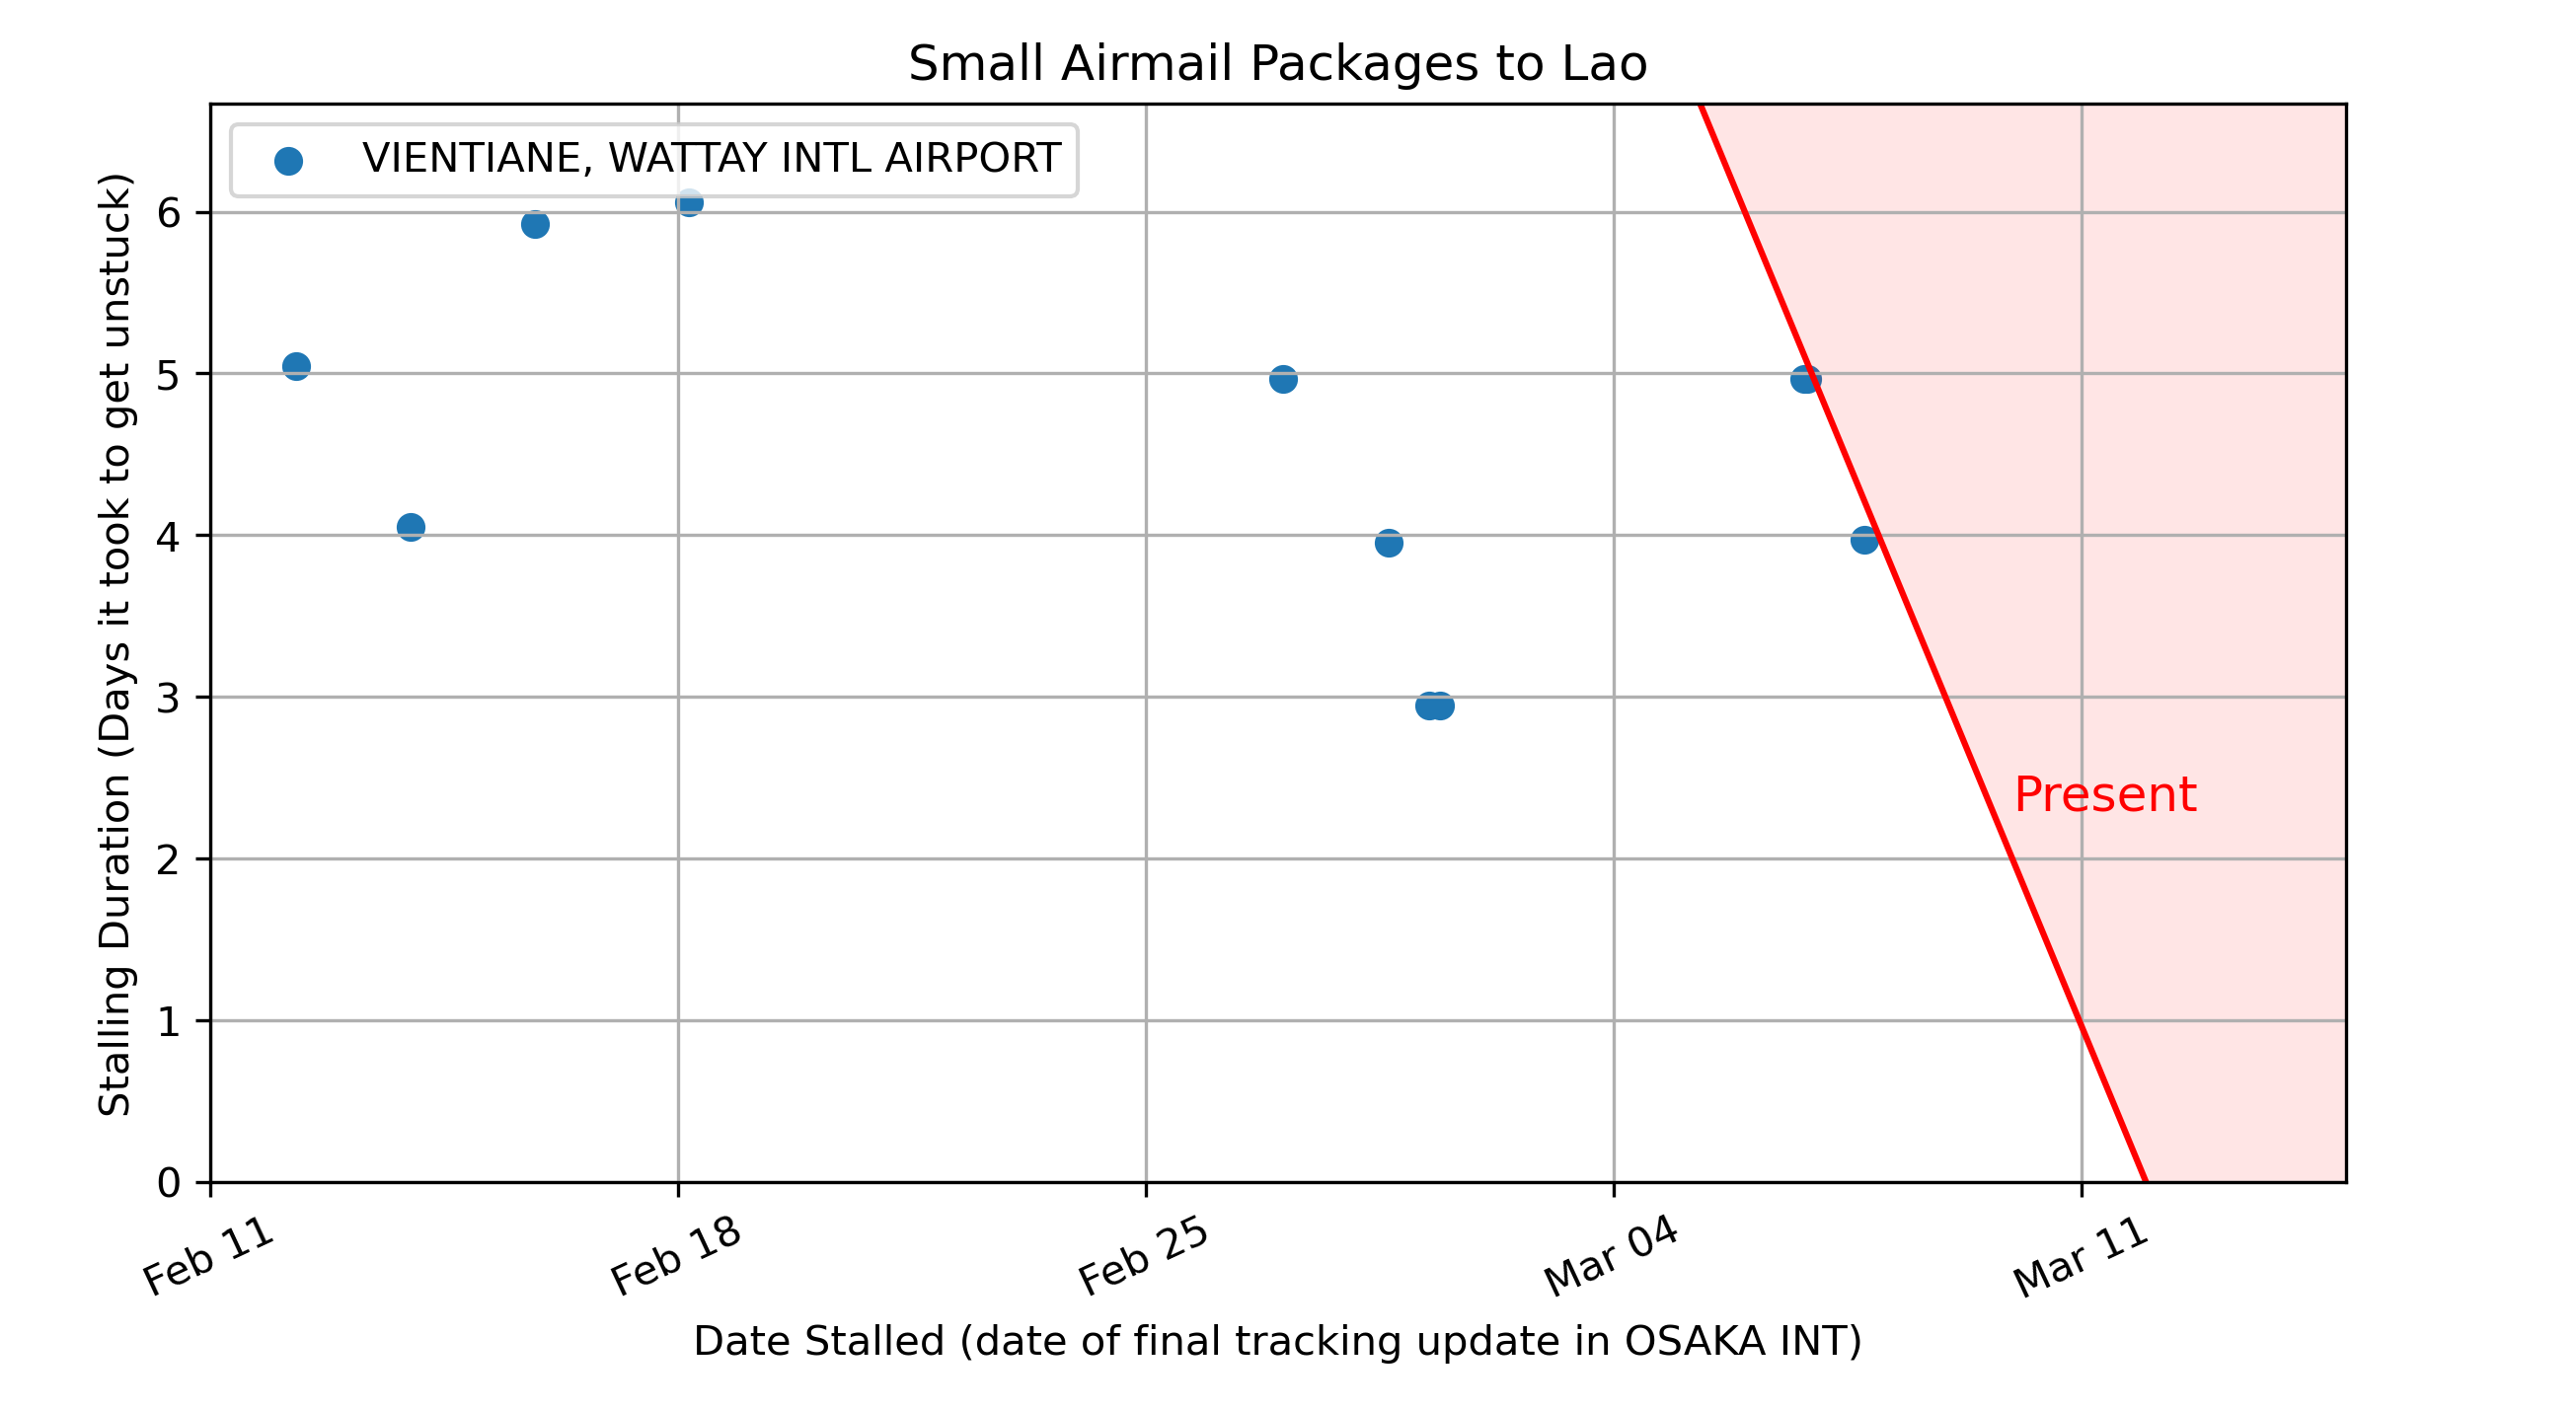 Small Airmail Packages to Lao
VIENTIANE, WATTAY INTL AIRPORT
Stalling Duration (Days it took to get unstuck)
6
5
4
3
2
1
0
Present
Feb 11
Feb 18
Feb 25
Mar 04
Mar 11
Date Stalled (date of final tracking update in OSAKA INT)